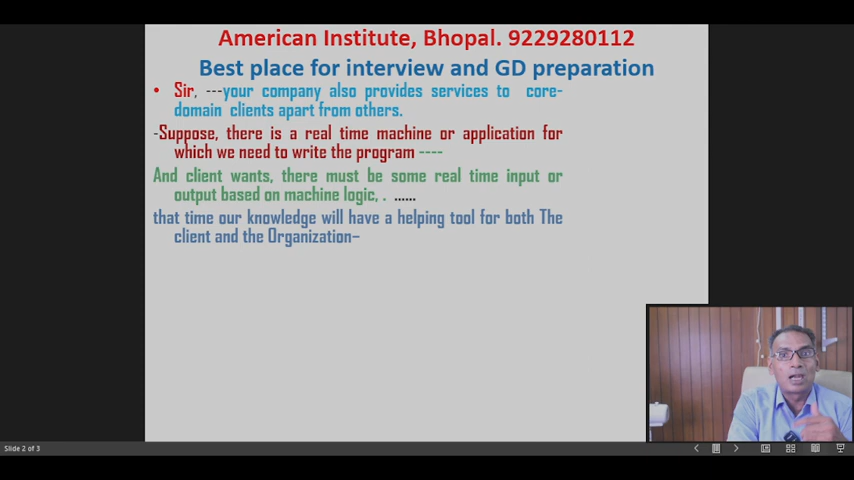 American Institute, Bhopal. 9229280112
Best place for interview and GD preparation
• Sir, ---your company also provides services to core-
domain clients apart from others.
-Suppose, there is a real time machine or application for
which we need to write the program ----
And client wants, there must be some real time input or
output based on machine logic, . ......
that time our knowledge will have a helping tool for both The
client and the Organization–
Slide 2 of 3